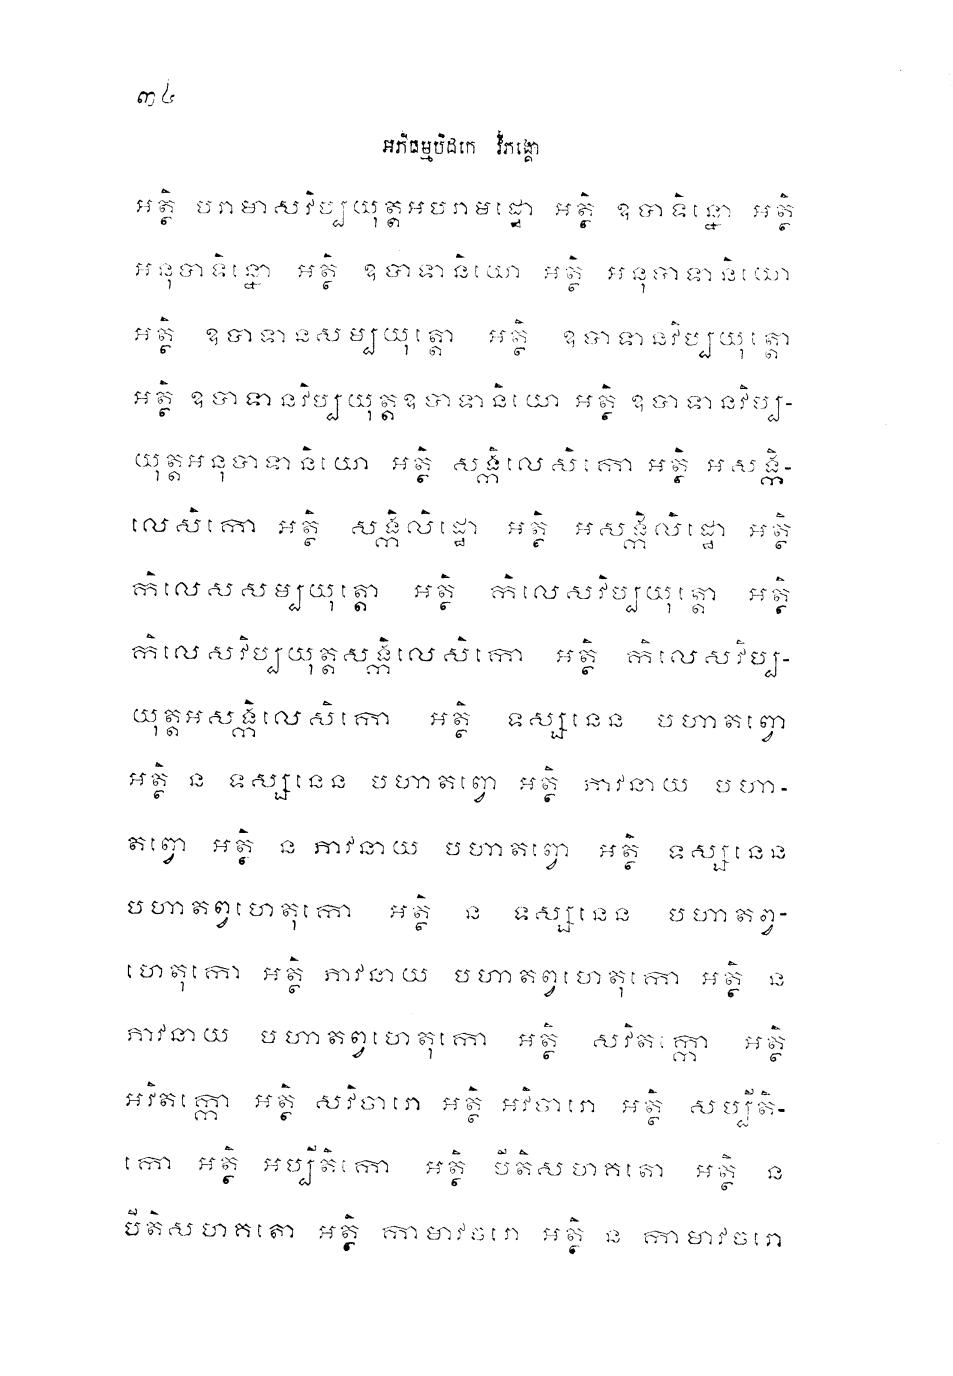 ៣៤
អភិធម្មបិដកេ វិភង្គោ
អត្ថិ បរាមាសវិប្បយុត្តអបរាមដ្ឋោ អត្ថិ ឧបាទិន្នោ អត្ថិ
អនុបាទិន្នោ អត្ថិ ឧបាទានិយោ អត្ថិ អនុបាទានិយោ
អត្ថិ ឧបាទានសម្បយុត្តោ អត្ថិ ឧបាទានវិប្បយុត្តោ
អត្ថិ ឧបាទានវិប្បយុត្តឧបាទានិយោ អត្ថិ ឧបាទានវិប្ប-
យុត្តអនុបាទានិយោ អត្ថិ សង្កិលេសិកោ អត្ថិ អសង្កិ-
លេសិកោ អត្ថិ សង្កិលិដ្ឋោ អត្ថិ អសង្កិលិដ្ឋោ អត្ថិ
កិលេសសម្បយុត្តោ អត្ថិ កិលេសវិប្បយុត្តោ អត្ថិ
កិលេសវិប្បយុត្តសង្កិលេសិកោ អត្ថិ កិលេសវិប្ប-
យុត្តអសង្កិលេសិកោ អត្ថិ ទស្សនេន បហាតព្វោ
អត្ថិ ន ទស្សនេន បហាតព្វោ អត្ថិ ភាវនាយ បហា-
តព្វោ អត្ថិ ន ភាវនាយ បហាតព្វោ អត្ថិ ទស្សនេន
បហាតព្វហេតុកោ អត្ថិ ន ទស្សនេន បហាតព្វ-
ហេតុកោ អត្ថិ ភាវនាយ បហាតព្វហេតុកោ អត្ថិ ន
ភាវនាយ បហាតព្វហេតុកោ អត្ថិ សវិតក្កោ អត្ថិ
អវិតក្កោ អត្ថិ សវិចារោ អត្ថិ អវិចារោ អត្ថិ សប្បីតិ-
កោ អត្ថិ អប្បីតិកោ អត្ថិ បីតិសហគតោ អត្ថិ ន
បីតិសហគតោ អត្ថិ កាមាវចរោ អត្ថិ ន កាមាវចរោ